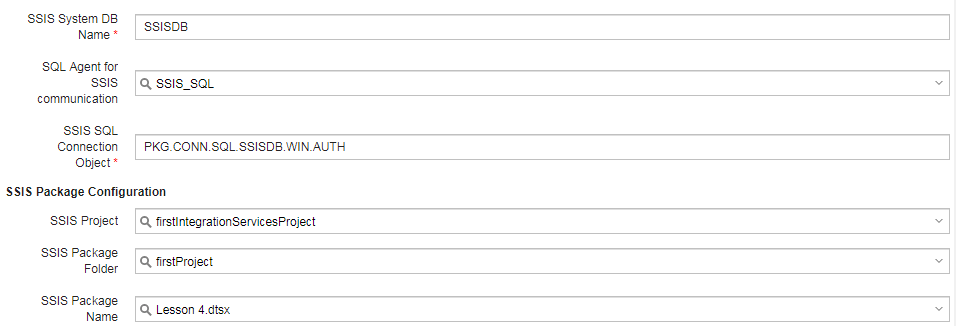 SSIS System DB
Name *
SSISDB
SQL Agent for
SSIS
communication
SSIS_SQL
SSIS SQL
Connection
Object *
PKG.CONN.SQL.SSISDB.WIN.AUTH
SSIS Package Configuration
SSIS Project
firstIntegrationServicesProject
SSIS Package
Folder
firstProject
SSIS Package
Name
Lesson 4.dtsx